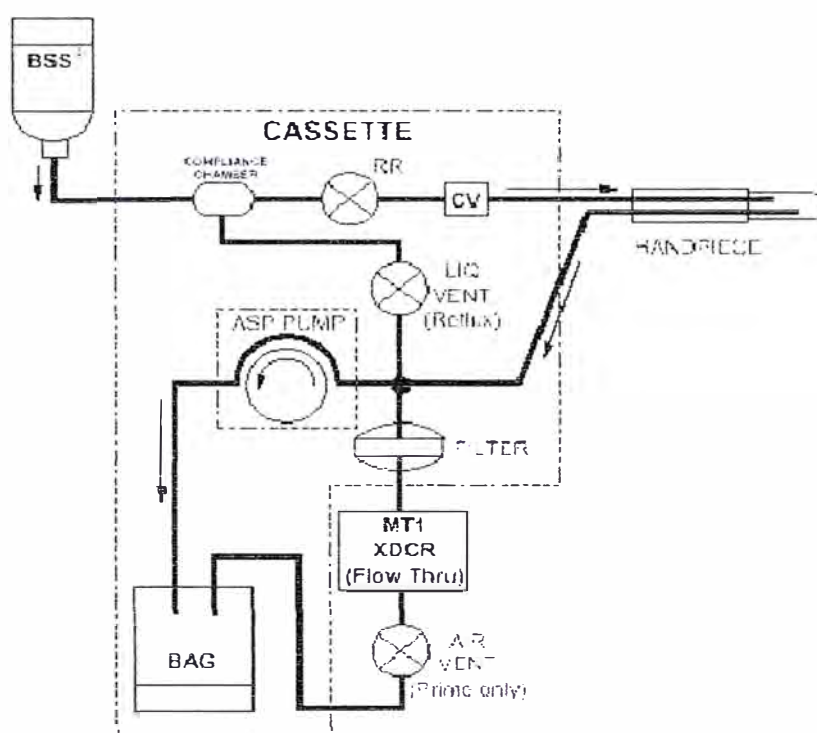 BSS
CASSETTE
COMPLIANCE
CHAMBER
RR
CV
HANDPIECE
LIQ
VENT
(Reflux)
ASP PUMP
FILTER
MT1
XDCR
(Flow Thru)
BAG
AIR
VENT
(Prime only)